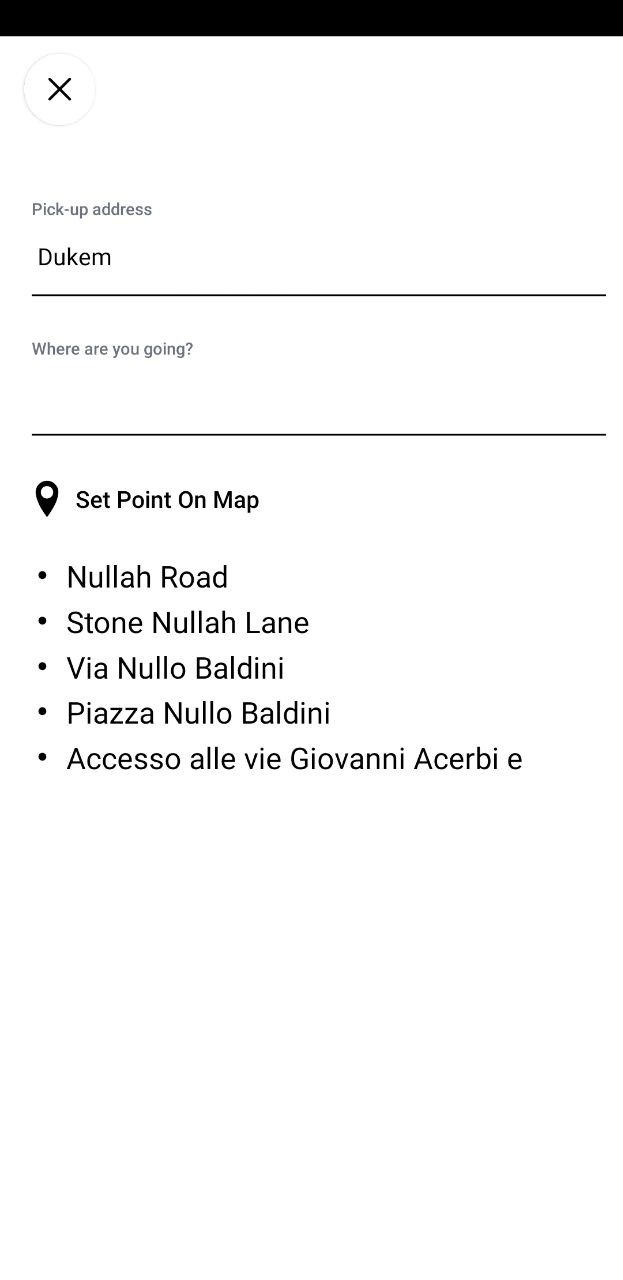 Pick-up address
Dukem
Where are you going?
Set Point On Map
• Nullah Road
• Stone Nullah Lane
• Via Nullo Baldini
• Piazza Nullo Baldini
• Accesso alle vie Giovanni Acerbi e